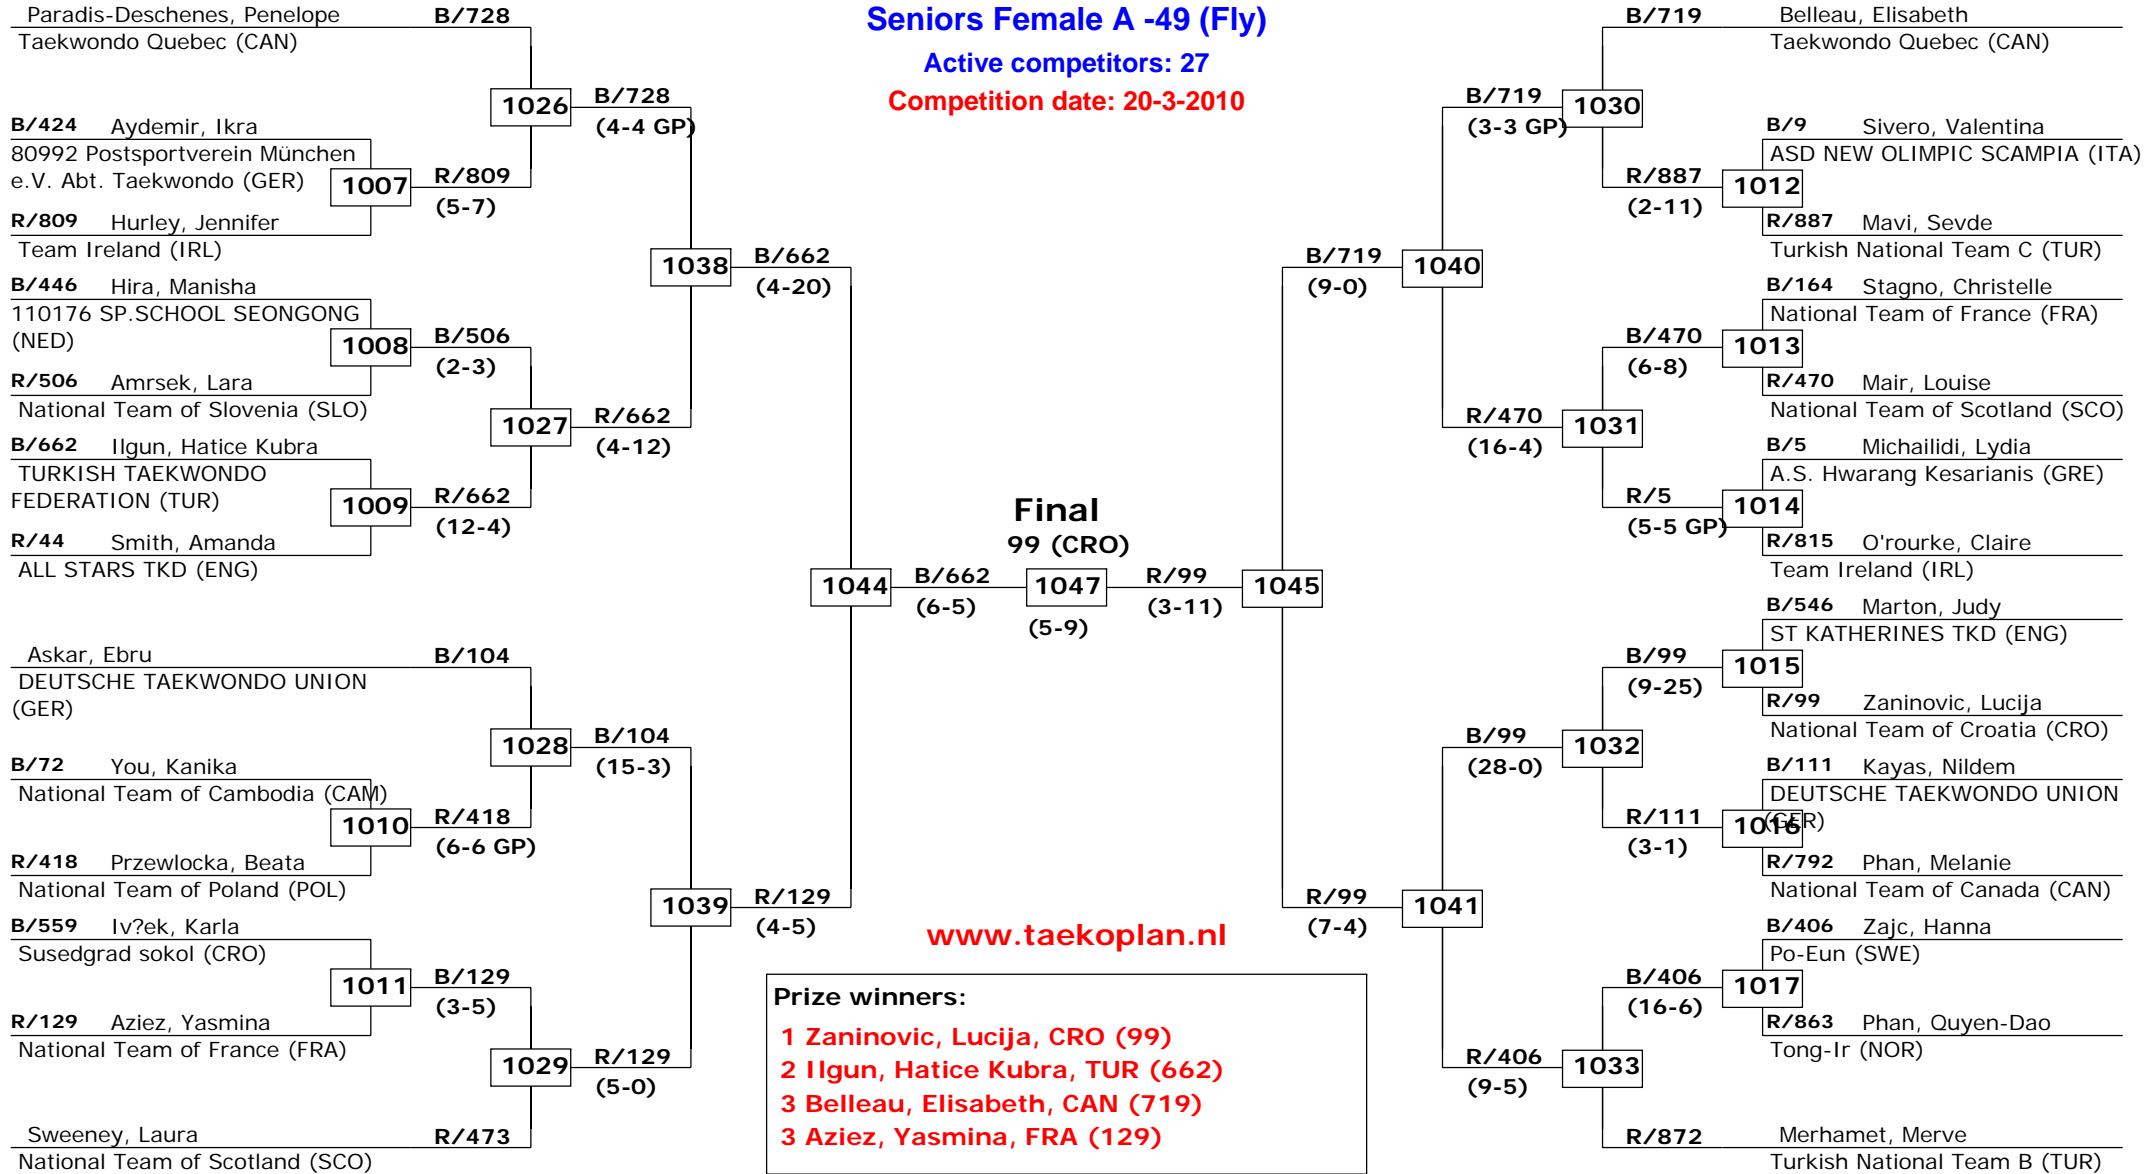 Seniors Female A -49 (Fly)
Active competitors: 27
Competition date: 20-3-2010
Paradis-Deschenes, Penelope B/728
Taekwondo Quebec (CAN)
1026 B/728
(4-4 GP)
B/424 Aydemir, Ikra
80992 Postsportverein München
e.V. Abt. Taekwondo (GER)
1007 R/809
(5-7)
R/809 Hurley, Jennifer
Team Ireland (IRL)
1038 B/662
(4-20)
B/446 Hira, Manisha
110176 SP.SCHOOL SEONGONG
(NED)
1008 B/506
(2-3)
R/506 Amrsek, Lara
National Team of Slovenia (SLO)
1027 R/662
(4-12)
B/662 Ilgun, Hatice Kubra
TURKISH TAEKWONDO
FEDERATION (TUR)
1009 R/662
(12-4)
R/44 Smith, Amanda
ALL STARS TKD (ENG)
1044 B/662
(6-5)
Askar, Ebru B/104
DEUTSCHE TAEKWONDO UNION
(GER)
1028 B/104
(15-3)
B/72 You, Kanika
National Team of Cambodia (CAM)
1010 R/418
(6-6 GP)
R/418 Przewlocka, Beata
National Team of Poland (POL)
1039 R/129
(4-5)
B/559 Iv?ek, Karla
Susedgrad sokol (CRO)
1011 B/129
(3-5)
R/129 Aziez, Yasmina
National Team of France (FRA)
1029 R/129
(5-0)
Sweeney, Laura R/473
National Team of Scotland (SCO)
Final
99 (CRO)
1047
(5-9)
R/99 1045
(3-11)
B/719 Belleau, Elisabeth
Taekwondo Quebec (CAN)
B/719 1030
(3-3 GP)
B/9 Sivero, Valentina
ASD NEW OLIMPIC SCAMPIA (ITA)
R/887 1012
(2-11)
R/887 Mavi, Sevde
Turkish National Team C (TUR)
B/719 1040
(9-0)
B/164 Stagno, Christelle
National Team of France (FRA)
B/470 1013
(6-8)
R/470 Mair, Louise
National Team of Scotland (SCO)
R/470 1031
(16-4)
B/5 Michailidi, Lydia
A.S. Hwarang Kesarianis (GRE)
R/5 1014
(5-5 GP)
R/815 O'rourke, Claire
Team Ireland (IRL)
B/546 Marton, Judy
ST KATHERINES TKD (ENG)
B/99 1015
(9-25)
R/99 Zaninovic, Lucija
National Team of Croatia (CRO)
B/99 1032
(28-0)
B/111 Kayas, Nildem
DEUTSCHE TAEKWONDO UNION
(GER)
R/111 1016
(3-1)
R/792 Phan, Melanie
National Team of Canada (CAN)
R/99 1041
(7-4)
B/406 Zajc, Hanna
Po-Eun (SWE)
B/406 1017
(16-6)
R/863 Phan, Quyen-Dao
Tong-Ir (NOR)
R/406 1033
(9-5)
R/872 Merhamet, Merve
Turkish National Team B (TUR)
www.taekoplan.nl
Prize winners:
1 Zaninovic, Lucija, CRO (99)
2 Ilgun, Hatice Kubra, TUR (662)
3 Belleau, Elisabeth, CAN (719)
3 Aziez, Yasmina, FRA (129)